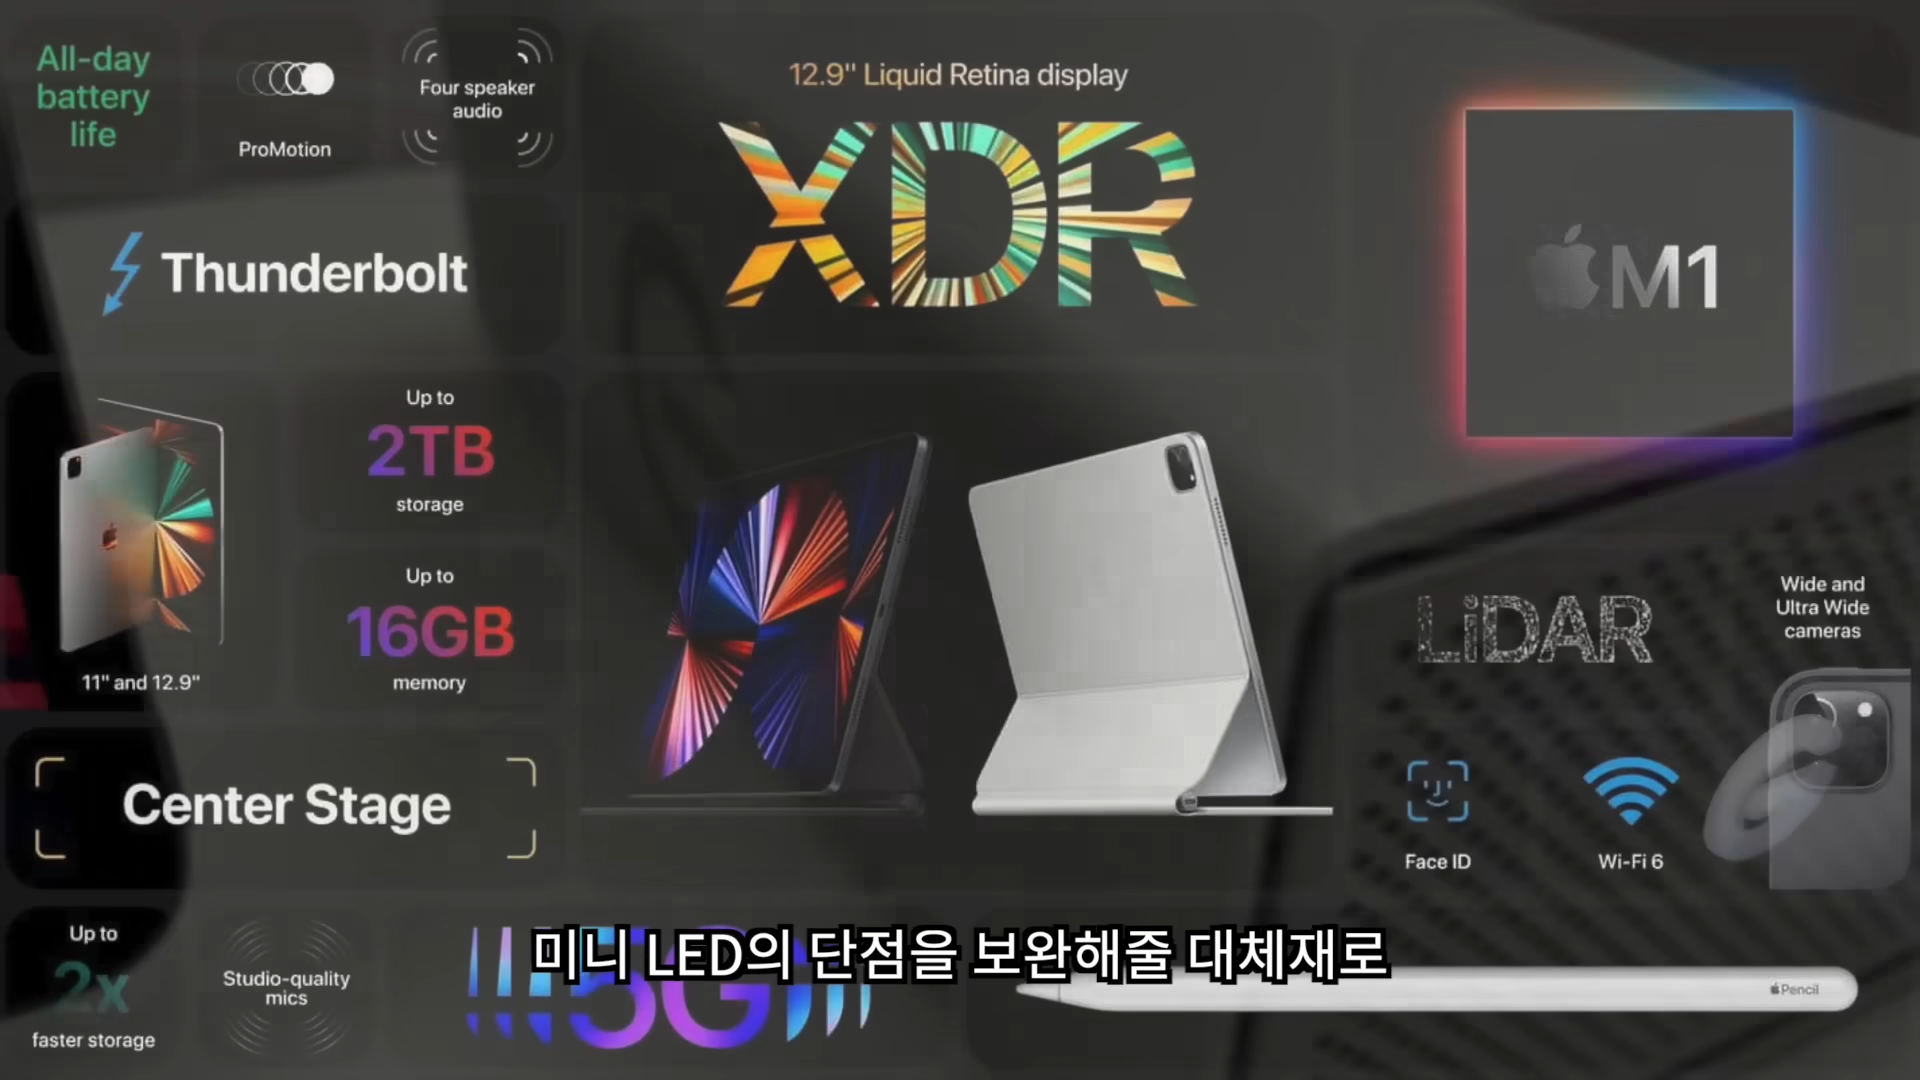 All-day
battery
life
ProMotion
Four speaker
audio
12.9" Liquid Retina display
XDR
M1
Thunderbolt
Up to
2TB
storage
Up to
16GB
memory
11" and 12.9"
LiDAR
Wide and
Ultra Wide
cameras
Center Stage
Face ID
Wi-Fi 6
Up to
2x
faster storage
Studio-quality
mics
5G
미니 LED의 단점을 보완해줄 대체재로
Pencil